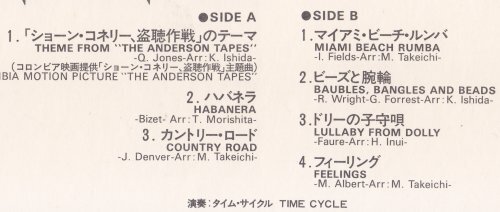 ●SIDE A
1.「ショーン・コネリー、盗聴作戦」のテーマ
THEME FROM "THE ANDERSON TAPES"
-Q. Jones-Arr: K. Ishida-
(コロンビア映画提供「ショーン・コネリー、盗聴作戦」主題曲)
BIA MOTION PICTURE "THE ANDERSON TAPES")
2. ハバネラ
HABANERA
-Bizet- Arr: T. Morishita-
3. カントリー・ロード
COUNTRY ROAD
-J. Denver-Arr: M. Takeichi-
●SIDE B
1.マイアミ・ビーチ・ルンバ
MIAMI BEACH RUMBA
-I. Fields-Arr: M. Takeichi-
2.ビーズと腕輪
BAUBLES, BANGLES AND BEADS
-R. Wright-G. Forrest-Arr: K. Ishida-
3.ドリーの子守唄
LULLABY FROM DOLLY
-Faure-Arr: H. Inui-
4.フィーリング
FEELINGS
-M. Albert-Arr: M. Takeichi-
演奏:タイム・サイクル TIME CYCLE